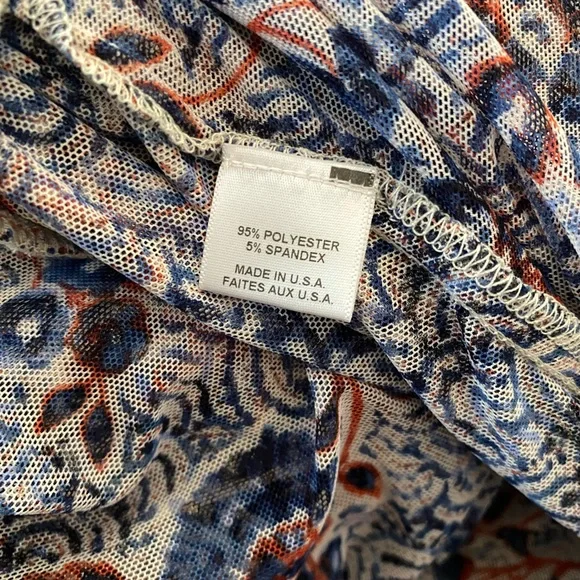 95% POLYESTER
5% SPANDEX
MADE IN U.S.A.
FAITES AUX U.S.A.